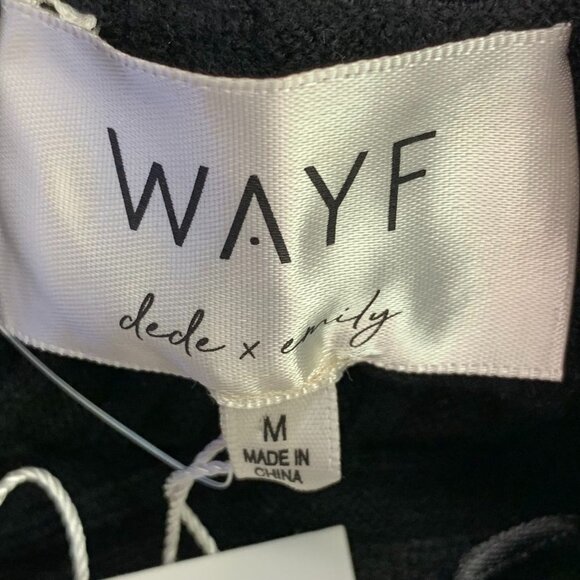 WAYF
dede x emily
M
MADE IN
CHINA